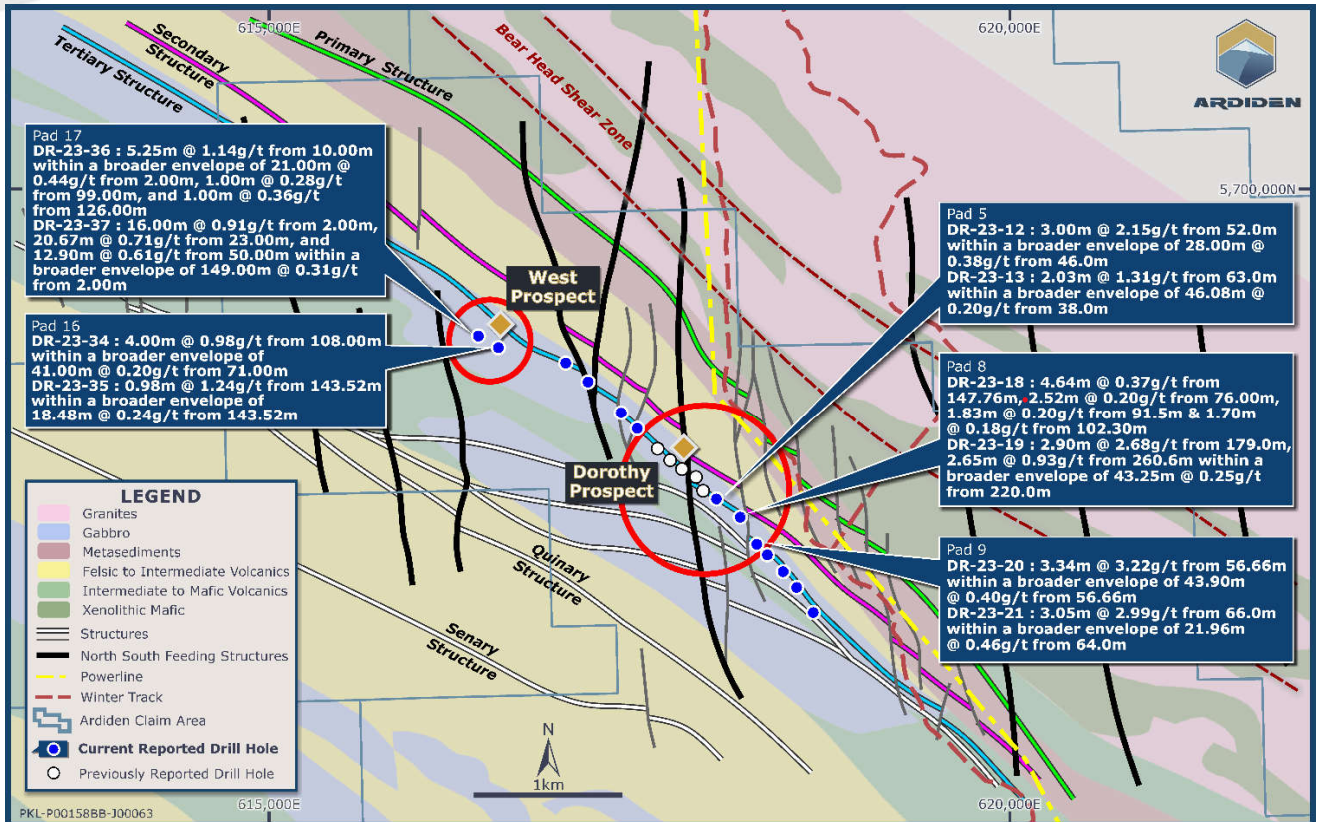 615,000E
620,000E
ARDIDEN
Secondary
Structure
Tertiary Structure
Primary Structure
Bear Head Shear Zone
5,700,000N
Pad 17
DR-23-36 : 5.25m @ 1.14g/t from 10.00m
within a broader envelope of 21.00m @
0.44g/t from 2.00m, 1.00m @ 0.28g/t
from 99.00m, and 1.00m @ 0.36g/t
from 126.00m
DR-23-37 : 16.00m @ 0.91g/t from 2.00m,
20.67m @ 0.71g/t from 23.00m, and
12.90m @ 0.61g/t from 50.00m within a
broader envelope of 149.00m @ 0.31g/t
from 2.00m
Pad 16
DR-23-34 : 4.00m @ 0.98g/t from 108.00m
within a broader envelope of
41.00m @ 0.20g/t from 71.00m
DR-23-35 : 0.98m @ 1.24g/t from 143.52m
within a broader envelope of
18.48m @ 0.24g/t from 143.52m
West
Prospect
Dorothy
Prospect
Pad 5
DR-23-12 : 3.00m @ 2.15g/t from 52.0m
within a broader envelope of 28.00m @
0.38g/t from 46.0m
DR-23-13 : 2.03m @ 1.31g/t from 63.0m
within a broader envelope of 46.08m @
0.20g/t from 38.0m
Pad 8
DR-23-18 : 4.64m @ 0.37g/t from
147.76m, 2.52m @ 0.20g/t from 76.00m,
1.83m @ 0.20g/t from 91.5m & 1.70m
@ 0.18g/t from 102.30m
DR-23-19 : 2.90m @ 2.68g/t from 179.0m,
2.65m @ 0.93g/t from 260.6m within a
broader envelope of 43.25m @ 0.25g/t
from 220.0m
Pad 9
DR-23-20 : 3.34m @ 3.22g/t from 56.66m
within a broader envelope of 43.90m
@ 0.40g/t from 56.66m
DR-23-21 : 3.05m @ 2.99g/t from 66.0m
within a broader envelope of 21.96m
@ 0.46g/t from 64.0m
Quinary
Structure
Senary
Structure
LEGEND
Granites
Gabbro
Metasediments
Felsic to Intermediate Volcanics
Intermediate to Mafic Volcanics
Xenolithic Mafic
Structures
North South Feeding Structures
Powerline
Winter Track
Ardiden Claim Area
Current Reported Drill Hole
Previously Reported Drill Hole
N
1km
PKL-P00158BB-J00063
615,000E
620,000E